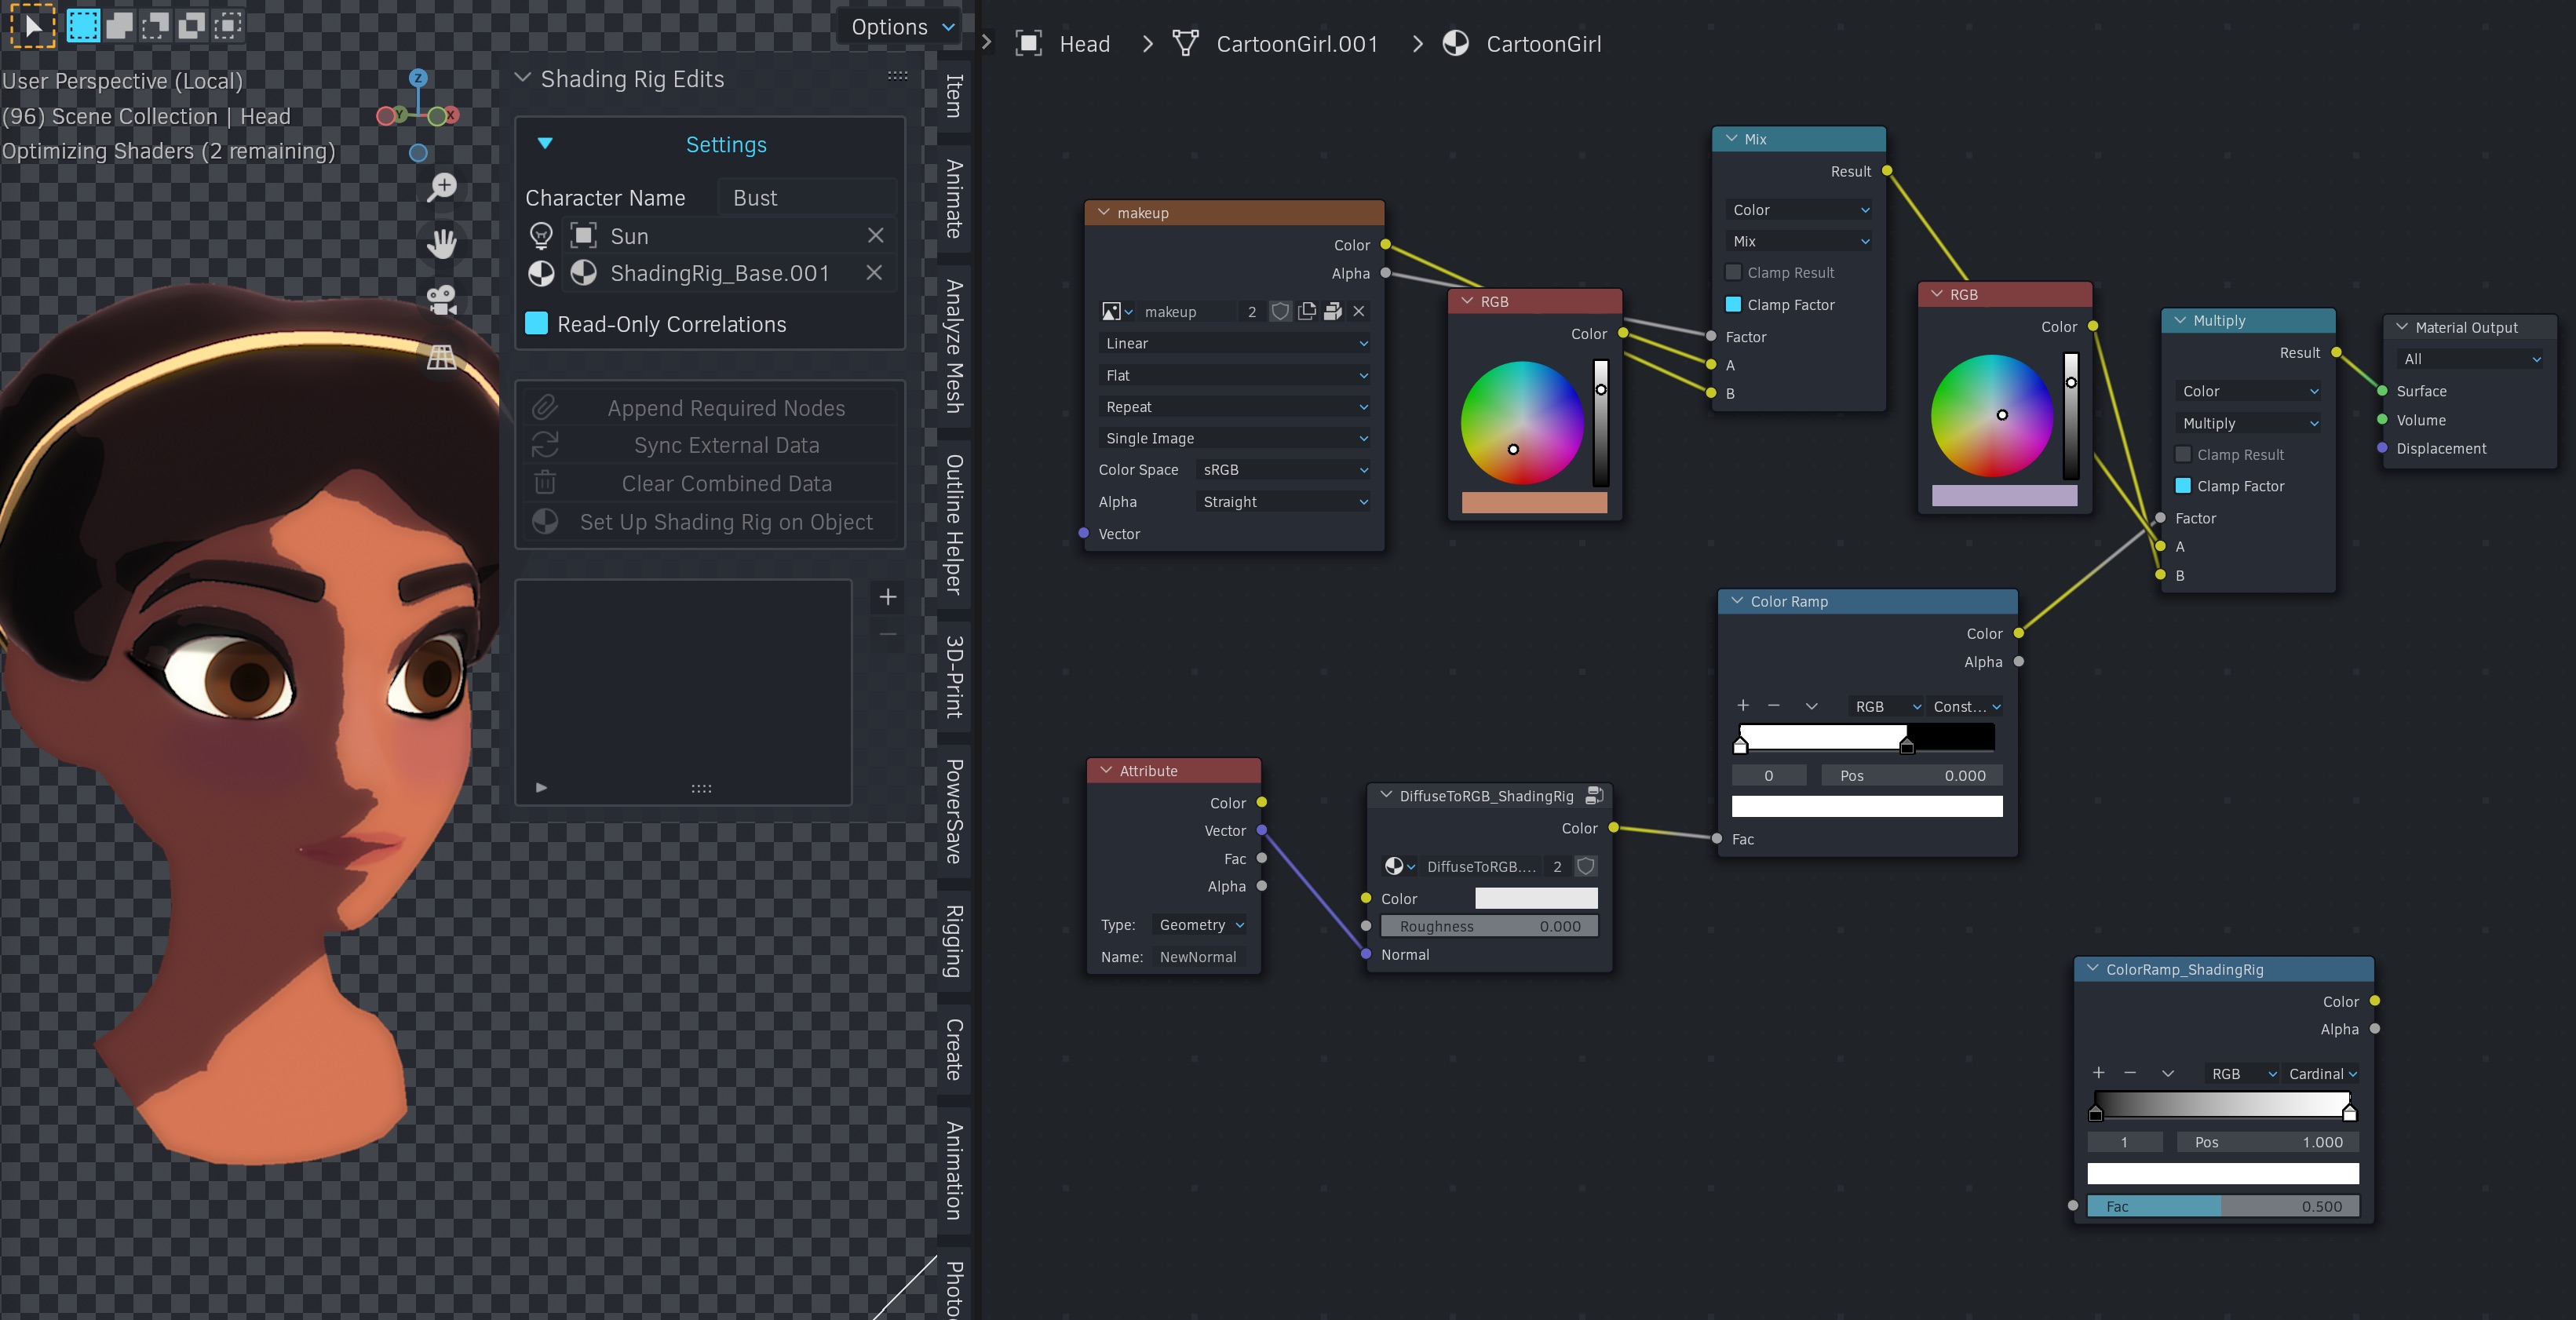 Options
User Perspective (Local)
(96) Scene Collection | Head
Optimizing Shaders (2 remaining)
Z
Y
X
Shading Rig Edits
Settings
Character Name
Bust
Sun
ShadingRig_Base.001
Read-Only Correlations
Append Required Nodes
Sync External Data
Clear Combined Data
Set Up Shading Rig on Object
Item
Animate
Analyze Mesh
Outline Helper
3D-Print
PowerSave
Rigging
Create
Animation
Head
CartoonGirl.001
CartoonGirl
makeup
Color
Alpha
makeup 2
Linear
Flat
Repeat
Single Image
Color Space sRGB
Alpha Straight
Vector
RGB
Color
Mix
Result
Color
Mix
Clamp Result
Clamp Factor
Factor
A
B
RGB
Color
Multiply
Result
Color
Multiply
Clamp Result
Clamp Factor
Factor
A
B
Material Output
All
Surface
Volume
Displacement
Color Ramp
Color
Alpha
RGB Const...
0 Pos 0.000
Fac
Attribute
Color
Vector
Fac
Alpha
Type: Geometry
Name: NewNormal
DiffuseToRGB_ShadingRig
Color
DiffuseToRGB.... 2
Color
Roughness 0.000
Normal
ColorRamp_ShadingRig
Color
Alpha
RGB Cardinal
1 Pos 1.000
Fac 0.500